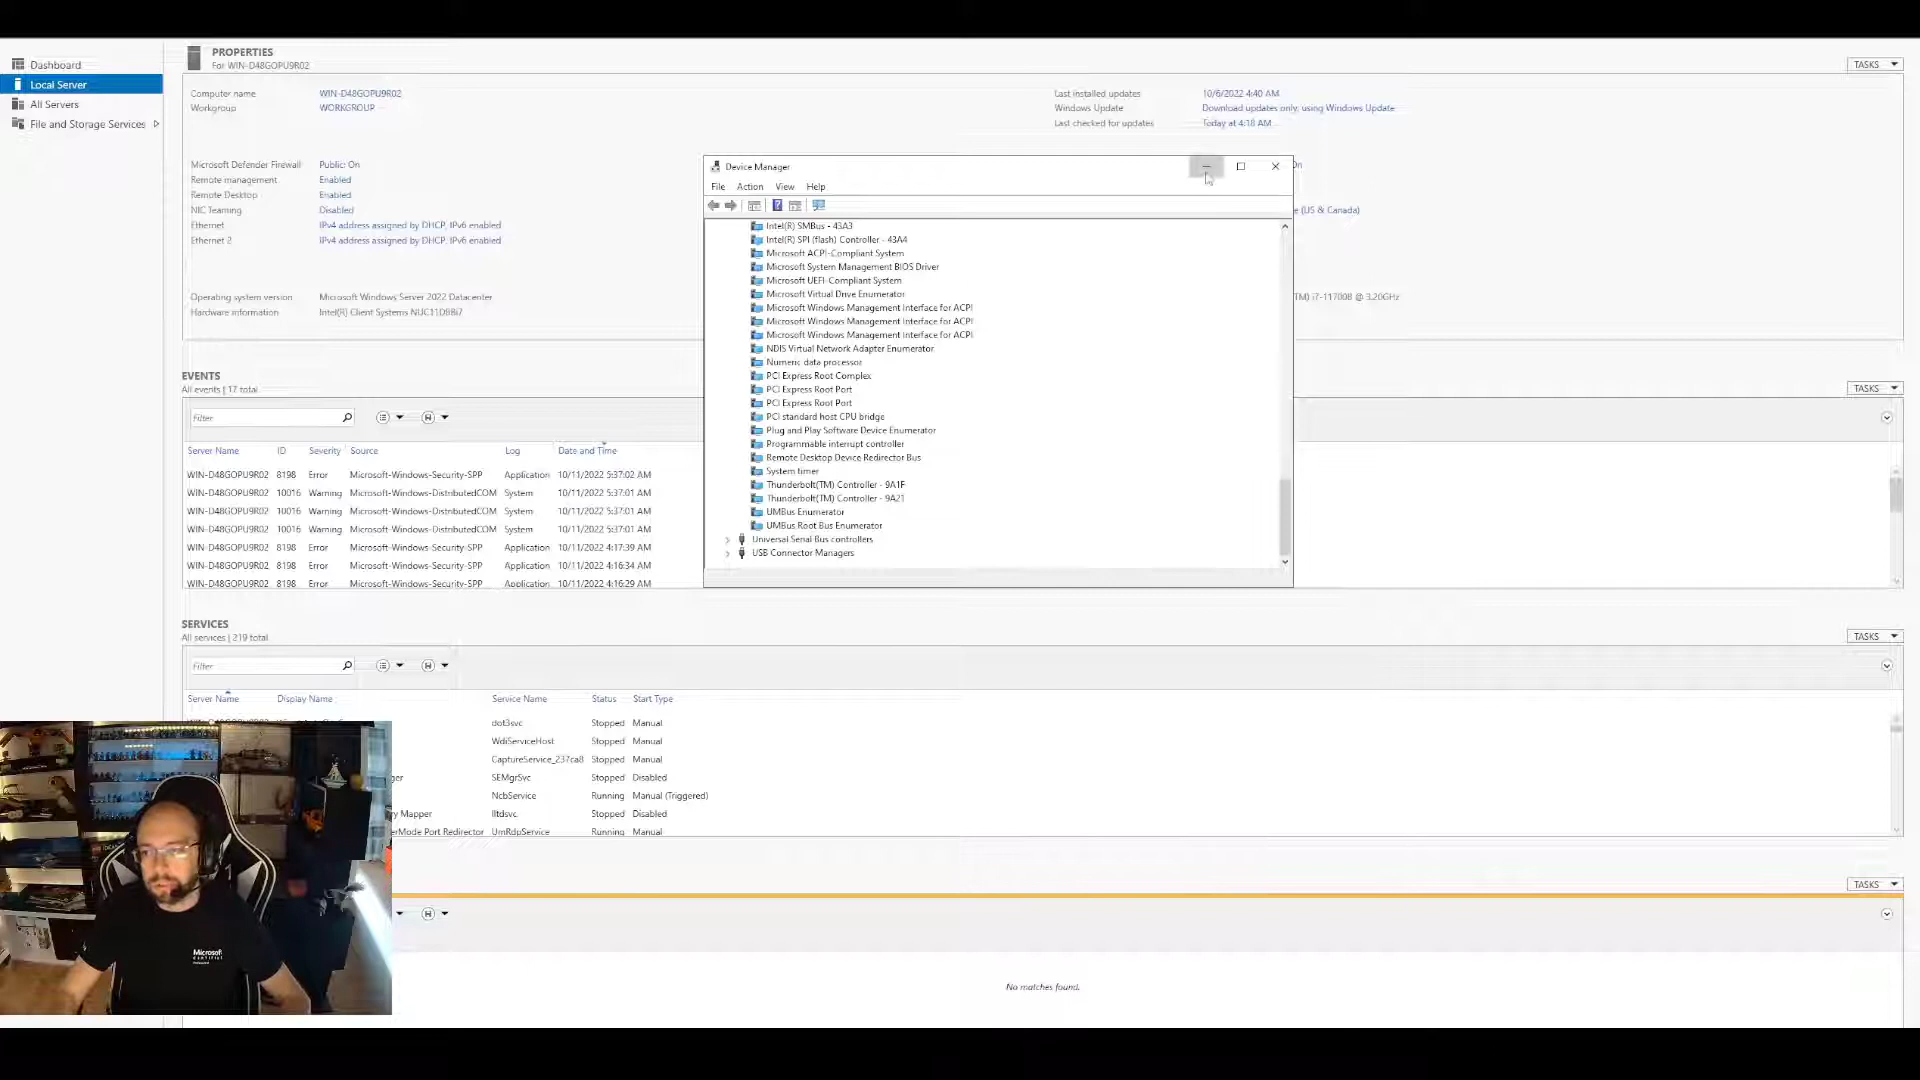 PROPERTIES
For WIN-D48GOPU9R02
TASKS
Dashboard
Local Server
All Servers
File and Storage Services
Computer name WIN-D48GOPU9R02
Workgroup WORKGROUP
Last installed updates 10/6/2022 4:40 AM
Windows Update Download updates only, using Windows Update
Last checked for updates Today at 4:18 AM
Microsoft Defender Firewall Public: On
Remote management Enabled
Remote Desktop Enabled
NIC Teaming Disabled
Ethernet IPv4 address assigned by DHCP, IPv6 enabled
Ethernet 2 IPv4 address assigned by DHCP, IPv6 enabled
On
e (US & Canada)
Operating system version Microsoft Windows Server 2022 Datacenter
Hardware information Intel(R) Client Systems NUC11DBBi7
TM) i7-11700B @ 3.20GHz
Device Manager
File Action View Help
Intel(R) SMBus - 43A3
Intel(R) SPI (flash) Controller - 43A4
Microsoft ACPI-Compliant System
Microsoft System Management BIOS Driver
Microsoft UEFI-Compliant System
Microsoft Virtual Drive Enumerator
Microsoft Windows Management Interface for ACPI
Microsoft Windows Management Interface for ACPI
Microsoft Windows Management Interface for ACPI
NDIS Virtual Network Adapter Enumerator
Numeric data processor
PCI Express Root Complex
PCI Express Root Port
PCI Express Root Port
PCI standard host CPU bridge
Plug and Play Software Device Enumerator
Programmable interrupt controller
Remote Desktop Device Redirector Bus
System timer
Thunderbolt(TM) Controller - 9A1F
Thunderbolt(TM) Controller - 9A21
UMBus Enumerator
UMBus Root Bus Enumerator
Universal Serial Bus controllers
USB Connector Managers
EVENTS
All events | 17 total
TASKS
Filter
Server Name ID Severity Source Log Date and Time
WIN-D48GOPU9R02 8198 Error Microsoft-Windows-Security-SPP Application 10/11/2022 5:37:02 AM
WIN-D48GOPU9R02 10016 Warning Microsoft-Windows-DistributedCOM System 10/11/2022 5:37:01 AM
WIN-D48GOPU9R02 10016 Warning Microsoft-Windows-DistributedCOM System 10/11/2022 5:37:01 AM
WIN-D48GOPU9R02 10016 Warning Microsoft-Windows-DistributedCOM System 10/11/2022 5:37:01 AM
WIN-D48GOPU9R02 8198 Error Microsoft-Windows-Security-SPP Application 10/11/2022 4:17:39 AM
WIN-D48GOPU9R02 8198 Error Microsoft-Windows-Security-SPP Application 10/11/2022 4:16:34 AM
WIN-D48GOPU9R02 8198 Error Microsoft-Windows-Security-SPP Application 10/11/2022 4:16:29 AM
SERVICES
All services | 219 total
TASKS
Filter
Server Name Display Name Service Name Status Start Type
dot3svc Stopped Manual
WdiServiceHost Stopped Manual
CaptureService_237ca8 Stopped Manual
ger SEMgrSvc Stopped Disabled
NcbService Running Manual (Triggered)
ry Mapper lltdsvc Stopped Disabled
erMode Port Redirector UmRdpService Running Manual
TASKS
No matches found.
Microsoft